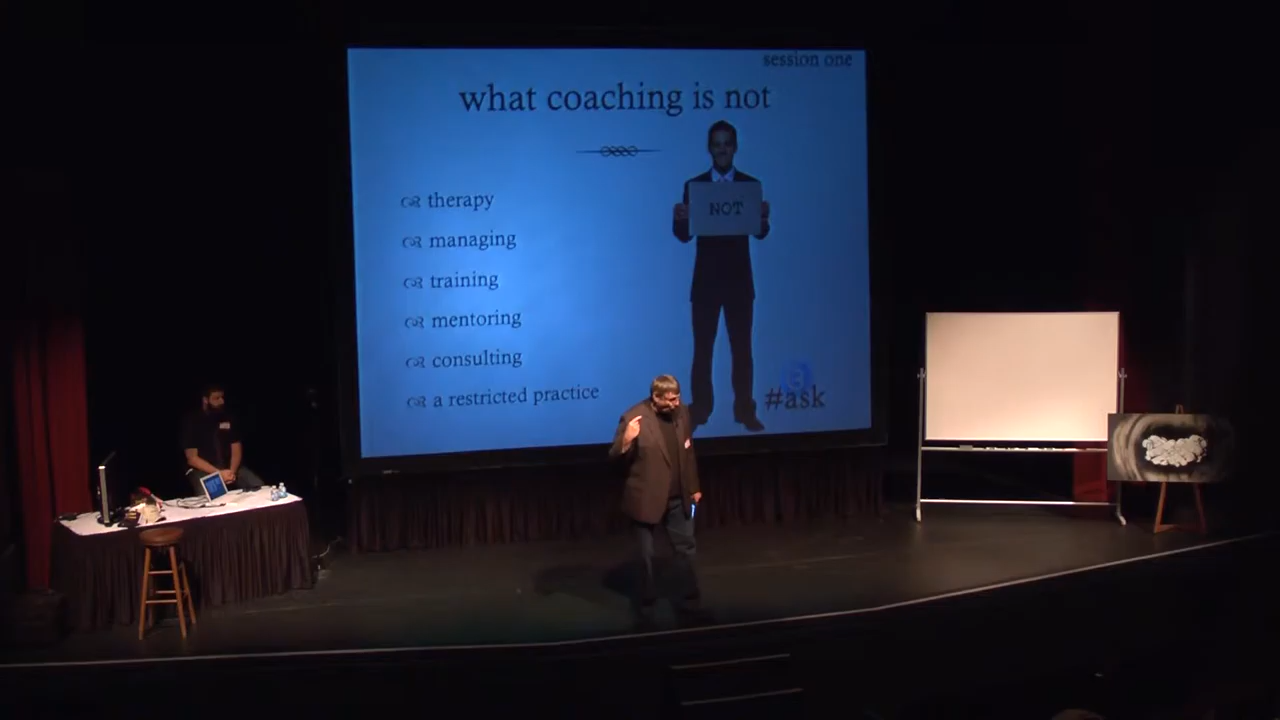 session one
what coaching is not
therapy
managing
training
mentoring
consulting
a restricted practice
NOT
#ask